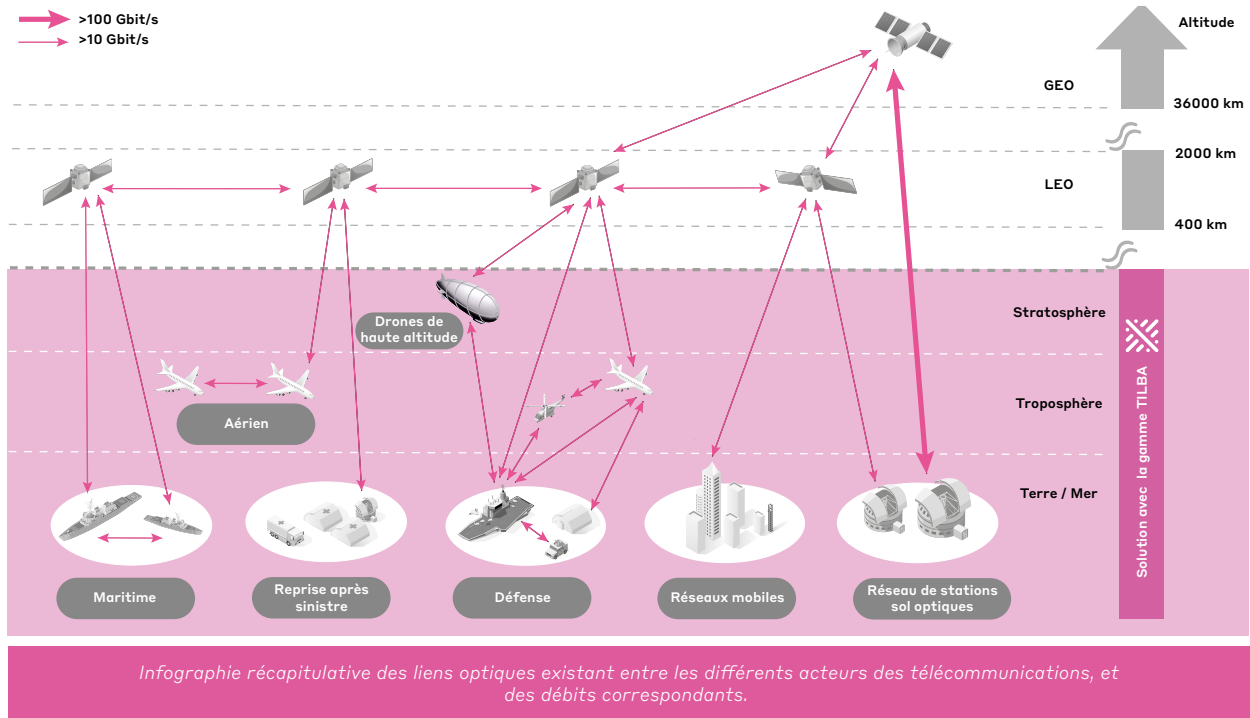 >100 Gbit/s
>10 Gbit/s
Altitude
GEO
36000 km
2000 km
LEO
400 km
Stratosphère
Drones de
haute altitude
Troposphère
Aérien
Solution avec la gamme TILBA
Terre / Mer
Maritime
Reprise après
sinistre
Défense
Réseaux mobiles
Réseau de stations
sol optiques
Infographie récapitulative des liens optiques existant entre les différents acteurs des télécommunications, et
des débits correspondants.